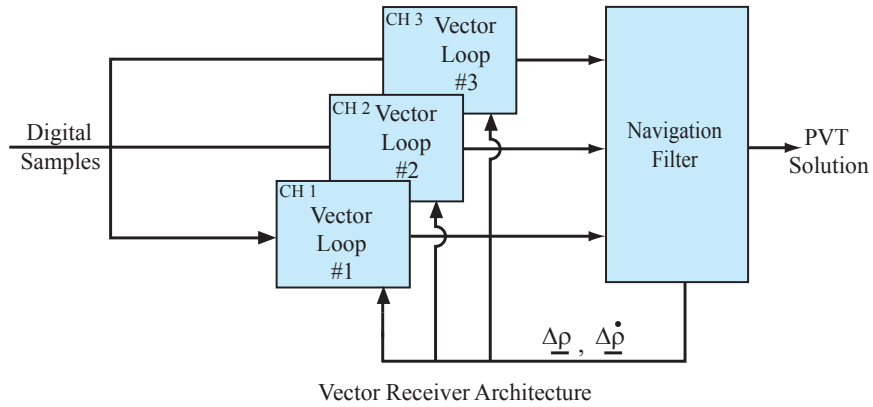 CH 3
Vector
Loop
#3
CH 2
Vector
Loop
#2
CH 1
Vector
Loop
#1
Digital
Samples
Navigation
Filter
PVT
Solution
Δρ , Δρ̇
Vector Receiver Architecture